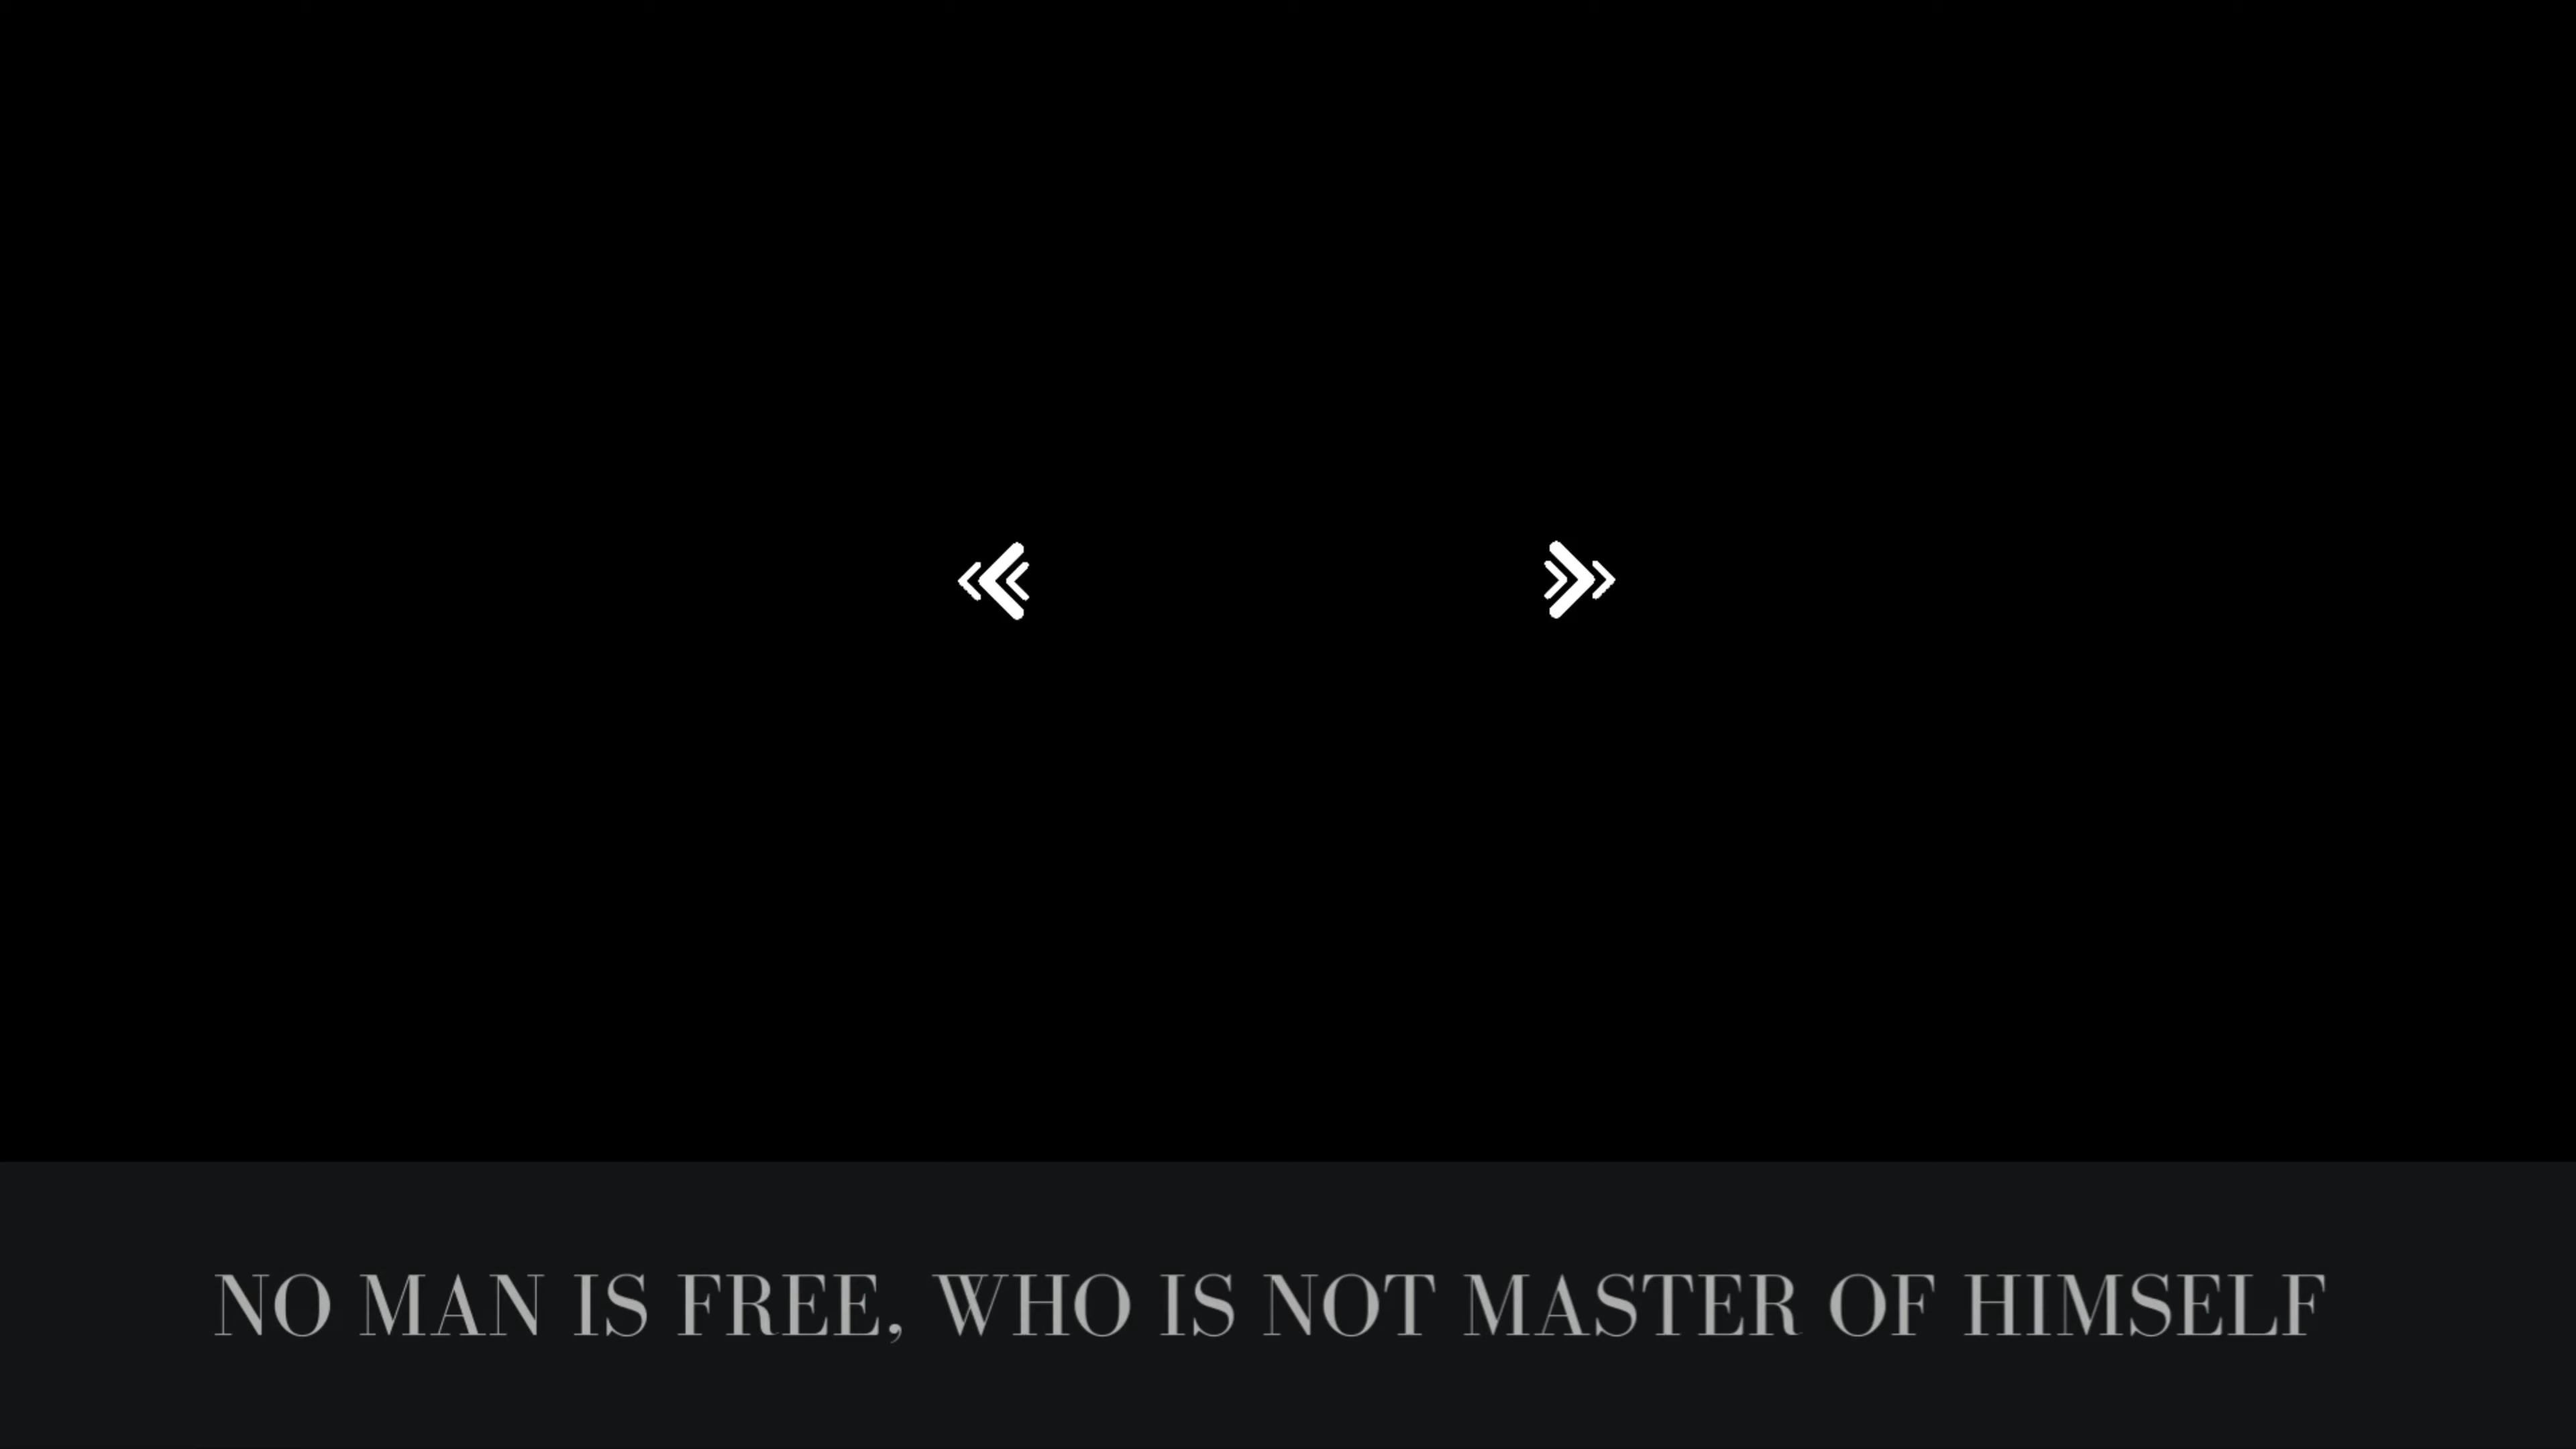 NO MAN IS FREE, WHO IS NOT MASTER OF HIMSELF